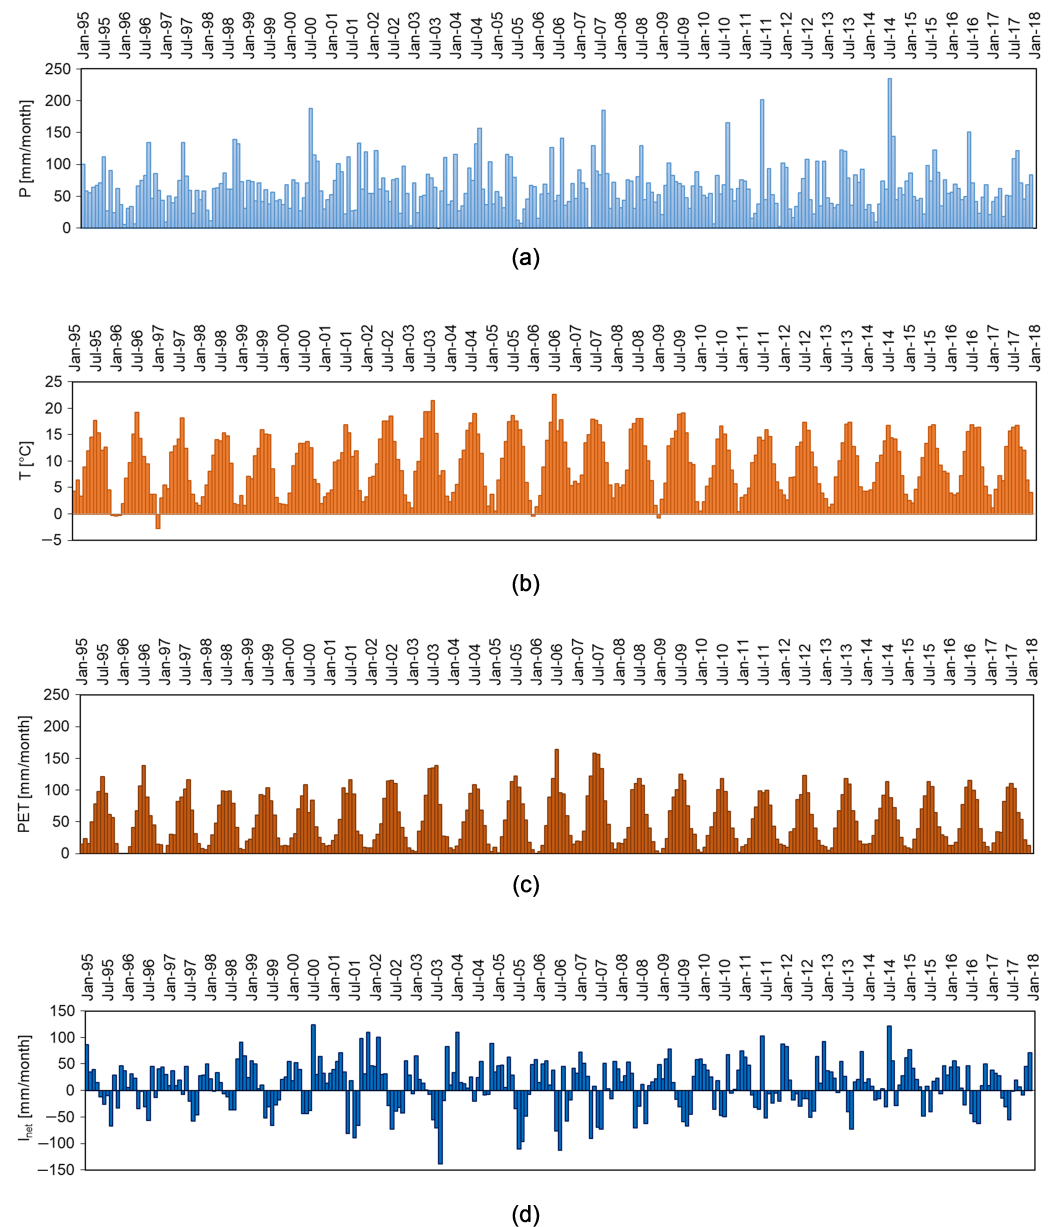 Jan-95 Jul-95 Jan-96 Jul-96 Jan-97 Jul-97 Jan-98 Jul-98 Jan-99 Jul-99 Jan-00 Jul-00 Jan-01 Jul-01 Jan-02 Jul-02 Jan-03 Jul-03 Jan-04 Jul-04 Jan-05 Jul-05 Jan-06 Jul-06 Jan-07 Jul-07 Jan-08 Jul-08 Jan-09 Jul-09 Jan-10 Jul-10 Jan-11 Jul-11 Jan-12 Jul-12 Jan-13 Jul-13 Jan-14 Jul-14 Jan-15 Jul-15 Jan-16 Jul-16 Jan-17 Jul-17 Jan-18
P [mm/month]
250
200
150
100
50
0
(a)
Jan-95 Jul-95 Jan-96 Jul-96 Jan-97 Jul-97 Jan-98 Jul-98 Jan-99 Jul-99 Jan-00 Jul-00 Jan-01 Jul-01 Jan-02 Jul-02 Jan-03 Jul-03 Jan-04 Jul-04 Jan-05 Jul-05 Jan-06 Jul-06 Jan-07 Jul-07 Jan-08 Jul-08 Jan-09 Jul-09 Jan-10 Jul-10 Jan-11 Jul-11 Jan-12 Jul-12 Jan-13 Jul-13 Jan-14 Jul-14 Jan-15 Jul-15 Jan-16 Jul-16 Jan-17 Jul-17 Jan-18
T [°C]
25
20
15
10
5
0
−5
(b)
Jan-95 Jul-95 Jan-96 Jul-96 Jan-97 Jul-97 Jan-98 Jul-98 Jan-99 Jul-99 Jan-00 Jul-00 Jan-01 Jul-01 Jan-02 Jul-02 Jan-03 Jul-03 Jan-04 Jul-04 Jan-05 Jul-05 Jan-06 Jul-06 Jan-07 Jul-07 Jan-08 Jul-08 Jan-09 Jul-09 Jan-10 Jul-10 Jan-11 Jul-11 Jan-12 Jul-12 Jan-13 Jul-13 Jan-14 Jul-14 Jan-15 Jul-15 Jan-16 Jul-16 Jan-17 Jul-17 Jan-18
PET [mm/month]
250
200
150
100
50
0
(c)
Jan-95 Jul-95 Jan-96 Jul-96 Jan-97 Jul-97 Jan-98 Jul-98 Jan-99 Jul-99 Jan-00 Jul-00 Jan-01 Jul-01 Jan-02 Jul-02 Jan-03 Jul-03 Jan-04 Jul-04 Jan-05 Jul-05 Jan-06 Jul-06 Jan-07 Jul-07 Jan-08 Jul-08 Jan-09 Jul-09 Jan-10 Jul-10 Jan-11 Jul-11 Jan-12 Jul-12 Jan-13 Jul-13 Jan-14 Jul-14 Jan-15 Jul-15 Jan-16 Jul-16 Jan-17 Jul-17 Jan-18
Inet [mm/month]
150
100
50
0
−50
−100
−150
(d)